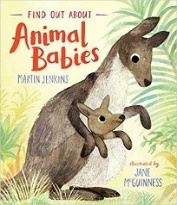 FIND OUT ABOUT
Animal
Babies
MARTIN JENKINS
illustrated by
JANE
McGUINNESS